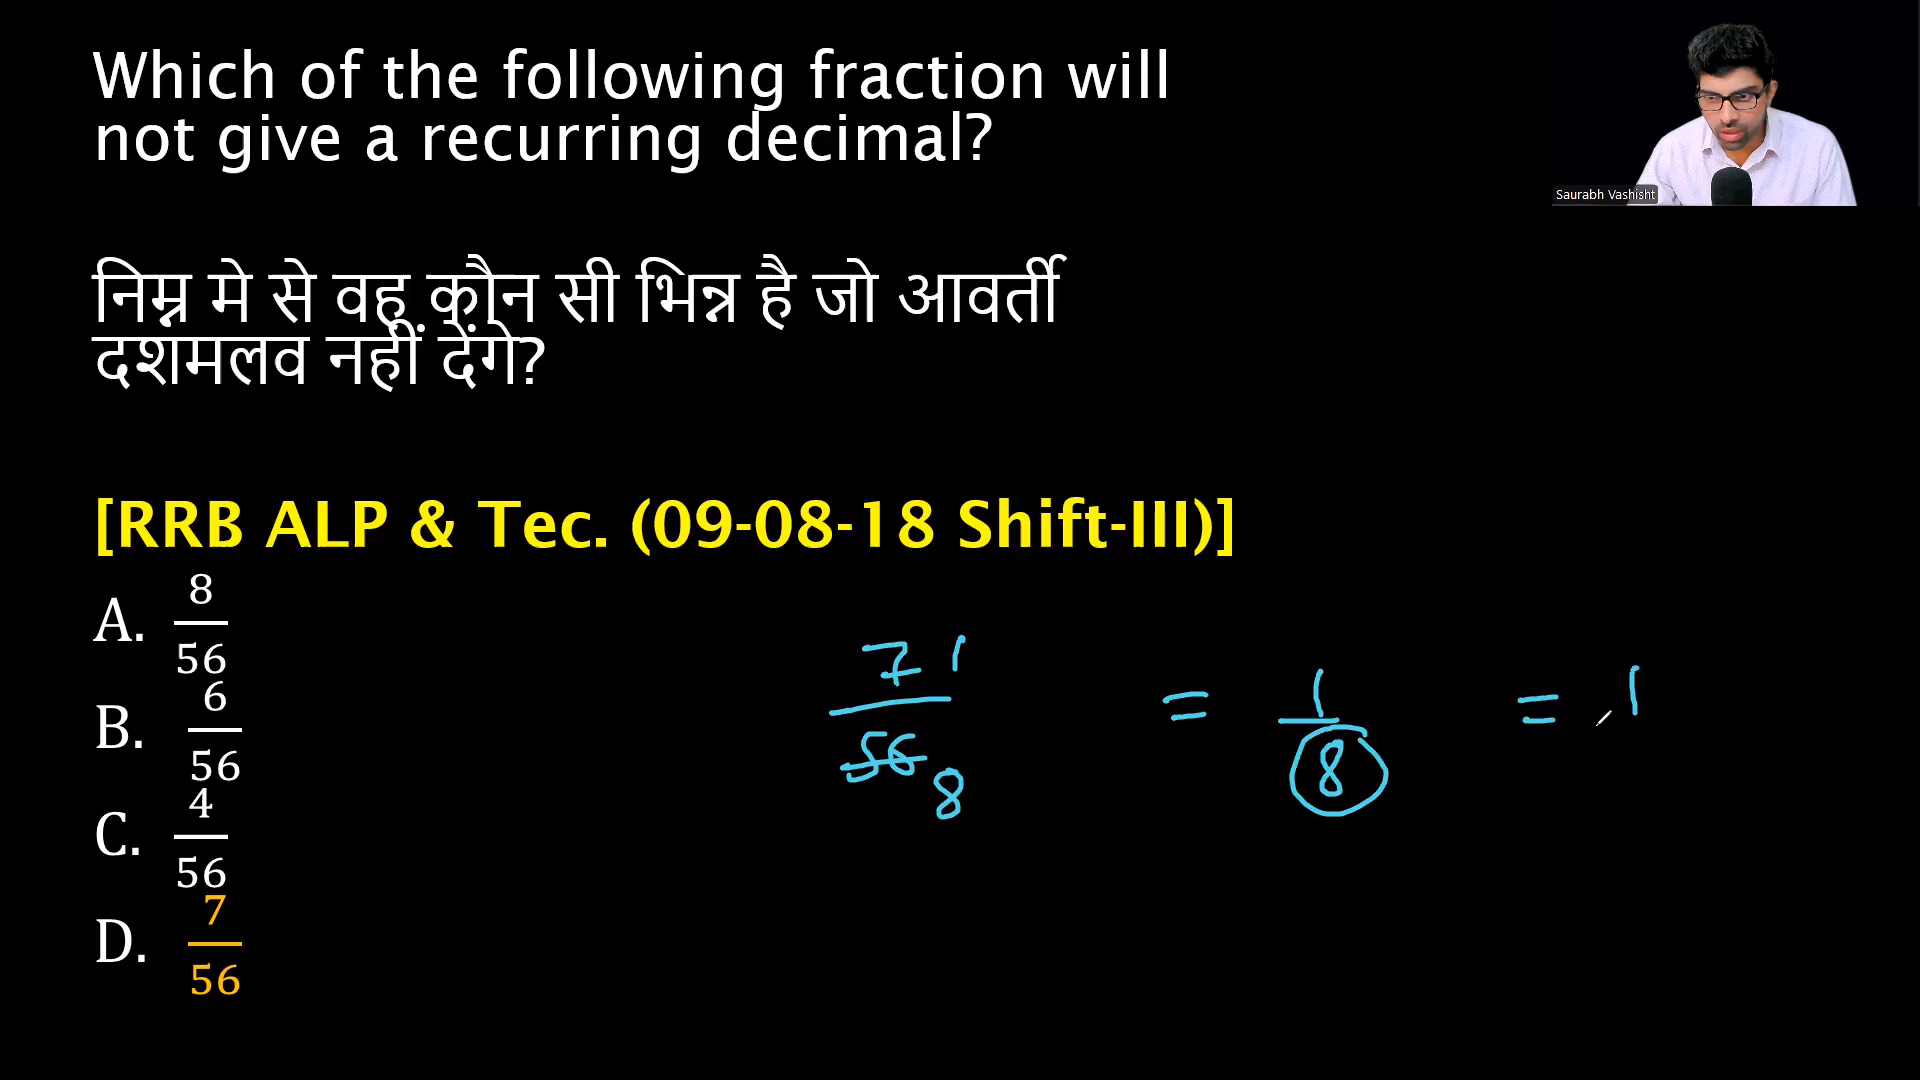 Which of the following fraction will
not give a recurring decimal?
Saurabh Vashisht
निम्न मे से वह कौन सी भिन्न है जो आवर्ती
दशमलव नहीं देंगे?
[RRB ALP & Tec. (09-08-18 Shift-III)]
A. 8/56
B. 6/56
C. 4/56
D. 7/56
7 1
56 8
= 1/8 = .1